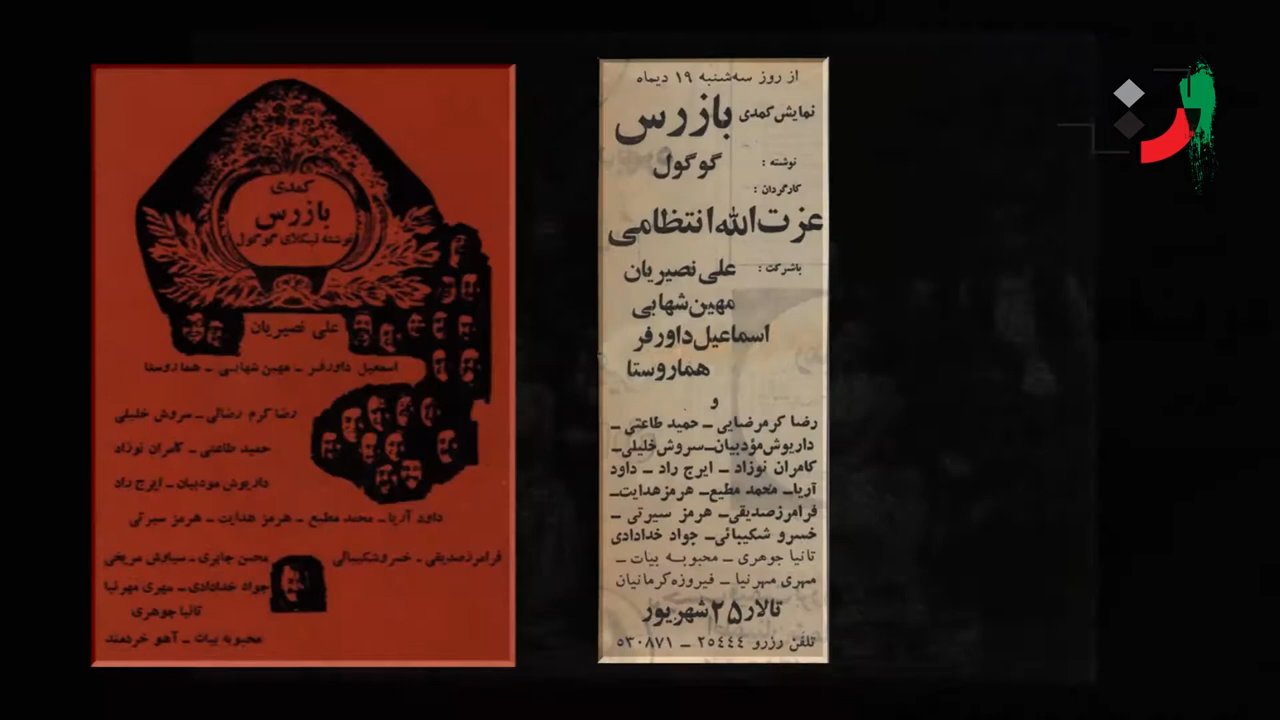 کمدی
بازرس
نوشته نیکلای گوگول
علی نصیریان
اسمعیل داورفر ـ مهین شهابی ـ هما روستا
رضا کرم رضائی ـ سروش خلیلی
حمید طاعتی ـ کامران نوزاد
داریوش مودبیان ـ ایرج راد
داود آریا ـ محمد مطیع ـ هرمز هدایت ـ هرمز سیرتی
فرامرز صدیقی ـ خسرو شکیبائی
محسن جابری ـ سیاوش مریخی
جواد خدادادی ـ مهری مهرنیا
تانیا جوهری
محبوبه بیات ـ آهو خردمند
از روز سه‌شنبه ۱۹ دیماه
نمایش کمدی بازرس
نوشته : گوگول
کارگردان :
عزت‌الله انتظامی
باشرکت : علی نصیریان
مهین شهابی
اسماعیل داورفر
هما روستا
و
رضا کرمرضایی ـ حمید طاعتی ـ
داریوش مؤدبیان ـ سروش خلیلی ـ
کامران نوزاد ـ ایرج راد ـ داود
آریا ـ محمد مطیع ـ هرمز هدایت ـ
فرامرز صدیقی ـ هرمز سیرتی ـ
خسرو شکیبائی ـ جواد خدادادی
تانیا جوهری ـ محبوبه بیات ـ
مهری مهرنیا ـ فیروزه کرمانیان
تالار ۲۵ شهریور
تلفن رزرو ۲۵۴۴۴ ـ ۵۳۰۸۷۱